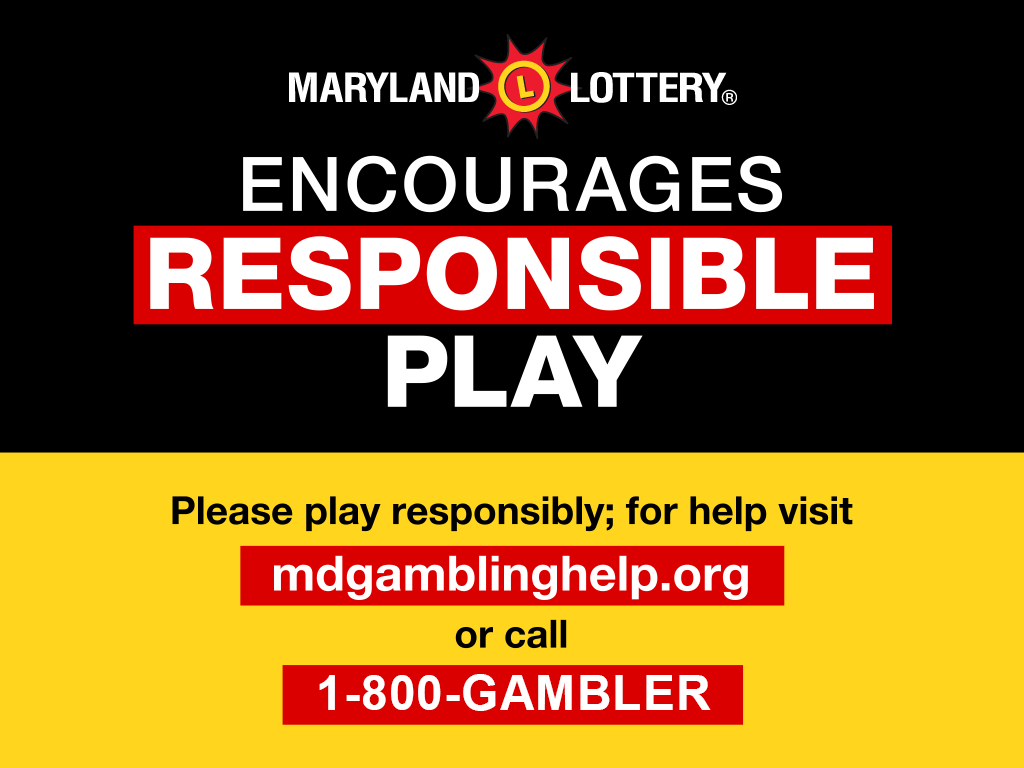 MARYLAND L LOTTERY®
ENCOURAGES
RESPONSIBLE
PLAY
Please play responsibly; for help visit
mdgamblinghelp.org
or call
1-800-GAMBLER